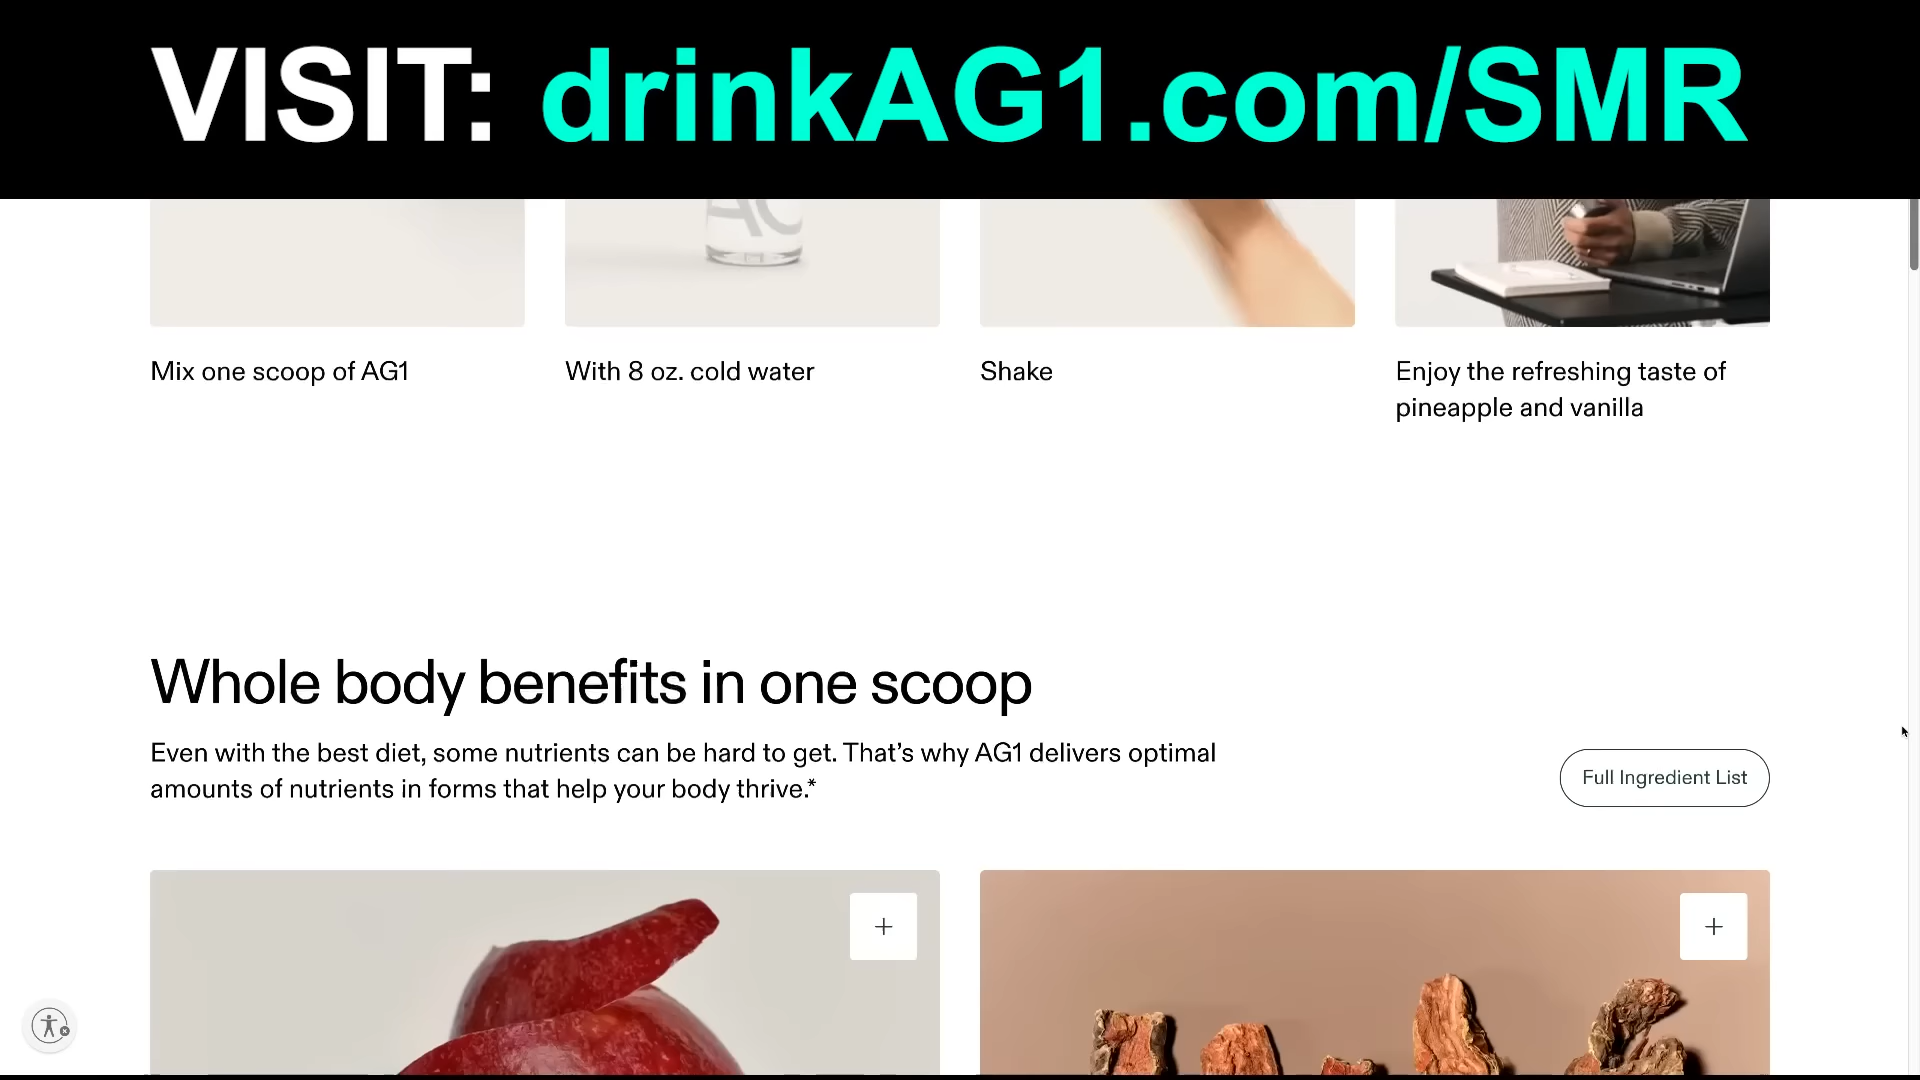 VISIT: drinkAG1.com/SMR
AG
Mix one scoop of AG1
With 8 oz. cold water
Shake
Enjoy the refreshing taste of
pineapple and vanilla
Whole body benefits in one scoop
Even with the best diet, some nutrients can be hard to get. That’s why AG1 delivers optimal
amounts of nutrients in forms that help your body thrive.*
Full Ingredient List